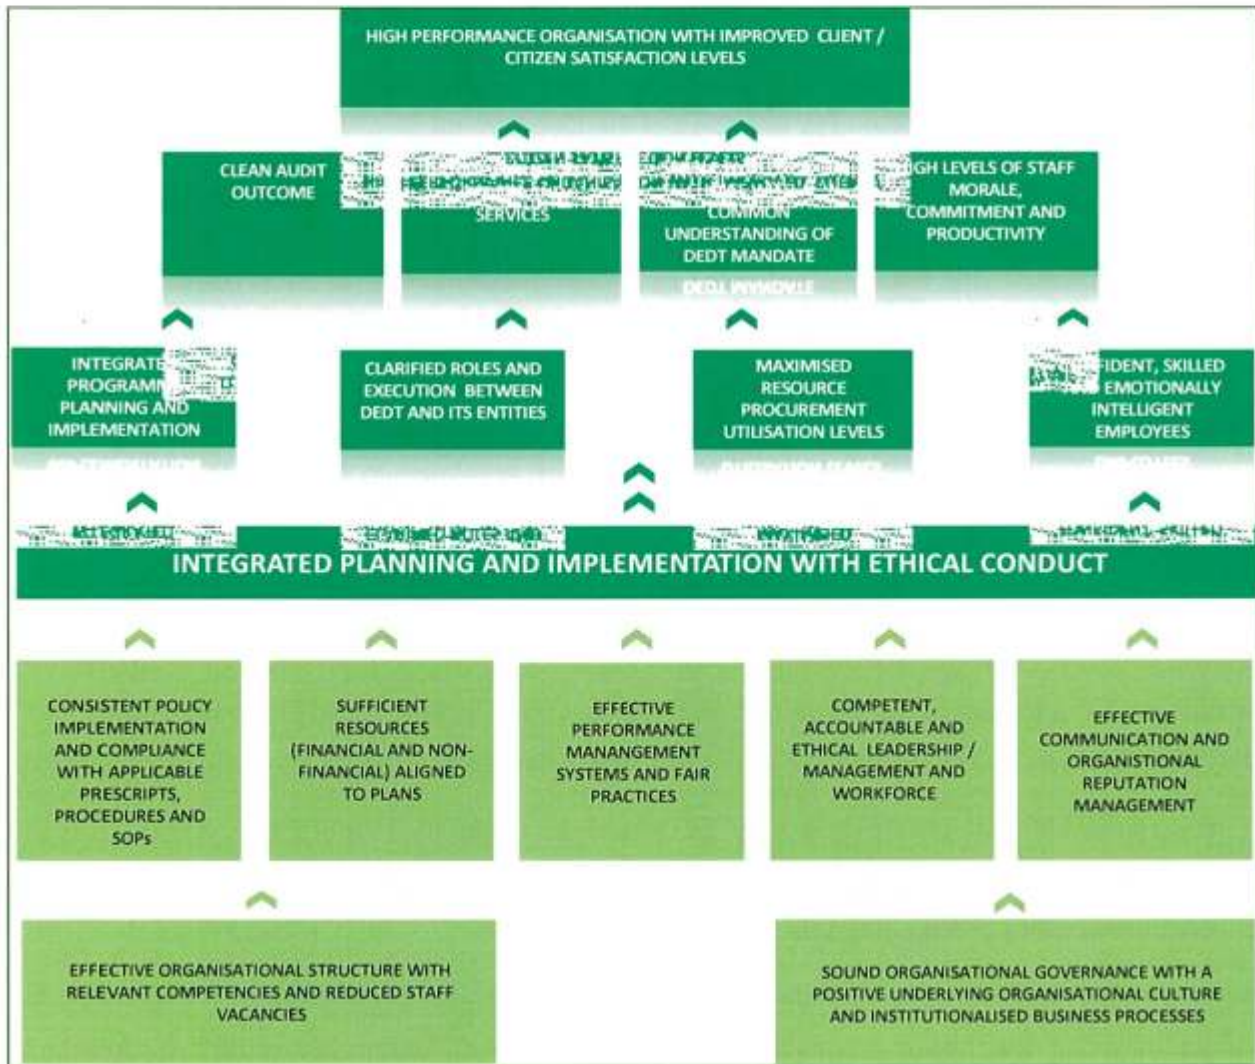 HIGH PERFORMANCE ORGANISATION WITH IMPROVED CLIENT /
CITIZEN SATISFACTION LEVELS
CLEAN AUDIT
OUTCOME
SERVICES
COMMON
UNDERSTANDING OF
DEDT MANDATE
LEVELS OF STAFF
MORALE,
COMMITMENT AND
PRODUCTIVITY
PLANNING AND
IMPLEMENTATION
CLARIFIED ROLES AND
EXECUTION BETWEEN
DEDT AND ITS ENTITIES
MAXIMISED
RESOURCE
PROCUREMENT
UTILISATION LEVELS
SKILLED
EMOTIONALLY
INTELLIGENT
EMPLOYEES
INTEGRATED PLANNING AND IMPLEMENTATION WITH ETHICAL CONDUCT
CONSISTENT POLICY
IMPLEMENTATION
AND COMPLIANCE
WITH APPLICABLE
PRESCRIPTS,
PROCEDURES AND
SOPs
SUFFICIENT
RESOURCES
(FINANCIAL AND NON-
FINANCIAL) ALIGNED
TO PLANS
EFFECTIVE
PERFORMANCE
MANANGEMENT
SYSTEMS AND FAIR
PRACTICES
COMPETENT,
ACCOUNTABLE AND
ETHICAL LEADERSHIP /
MANAGEMENT AND
WORKFORCE
EFFECTIVE
COMMUNICATION AND
ORGANISTIONAL
REPUTATION
MANAGEMENT
EFFECTIVE ORGANISATIONAL STRUCTURE WITH
RELEVANT COMPETENCIES AND REDUCED STAFF
VACANCIES
SOUND ORGANISATIONAL GOVERNANCE WITH A
POSITIVE UNDERLYING ORGANISATIONAL CULTURE
AND INSTITUTIONALISED BUSINESS PROCESSES